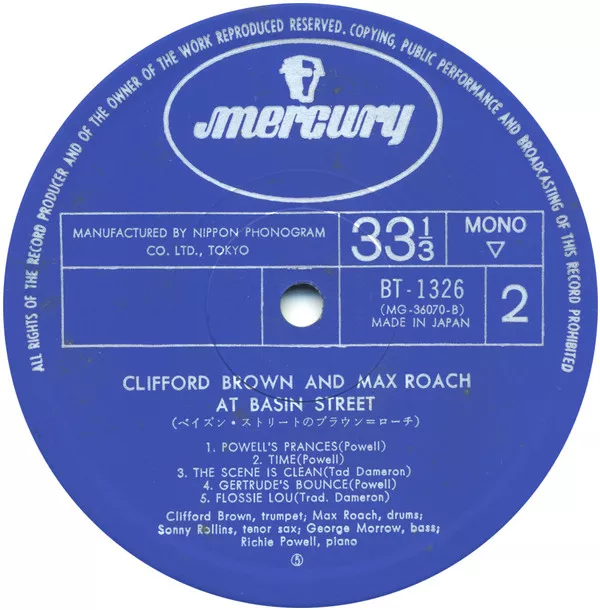 ALL RIGHTS OF THE RECORD PRODUCER AND OF THE OWNER OF THE WORK REPRODUCED RESERVED. COPYING, PUBLIC PERFORMANCE AND BROADCASTING OF THIS RECORD PROHIBITED
mercury
MANUFACTURED BY NIPPON PHONOGRAM
CO. LTD., TOKYO
33 1/3
MONO
▽
BT-1326
(MG-36070-B)
MADE IN JAPAN
2
CLIFFORD BROWN AND MAX ROACH
AT BASIN STREET
(ベイズン・ストリートのブラウン=ローチ)
1. POWELL'S PRANCES(Powell)
2. TIME(Powell)
3. THE SCENE IS CLEAN(Tad Dameron)
4. GERTRUDE'S BOUNCE(Powell)
5. FLOSSIE LOU(Trad. Dameron)
Clifford Brown, trumpet; Max Roach, drums;
Sonny Rollins, tenor sax; George Morrow, bass;
Richie Powell, piano
⑤